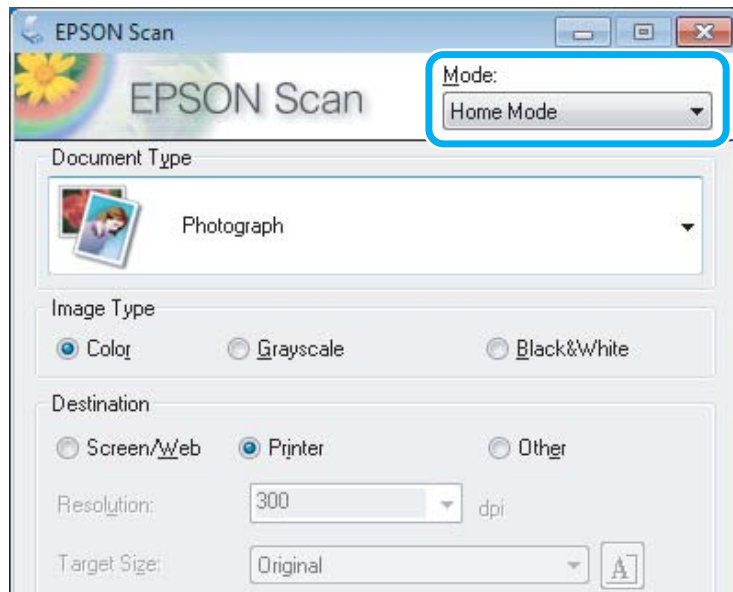 EPSON Scan
EPSON Scan
Mode:
Home Mode
Document Type
Photograph
Image Type
Color Grayscale Black&White
Destination
Screen/Web Printer Other
Resolution: 300 dpi
Target Size: Original A